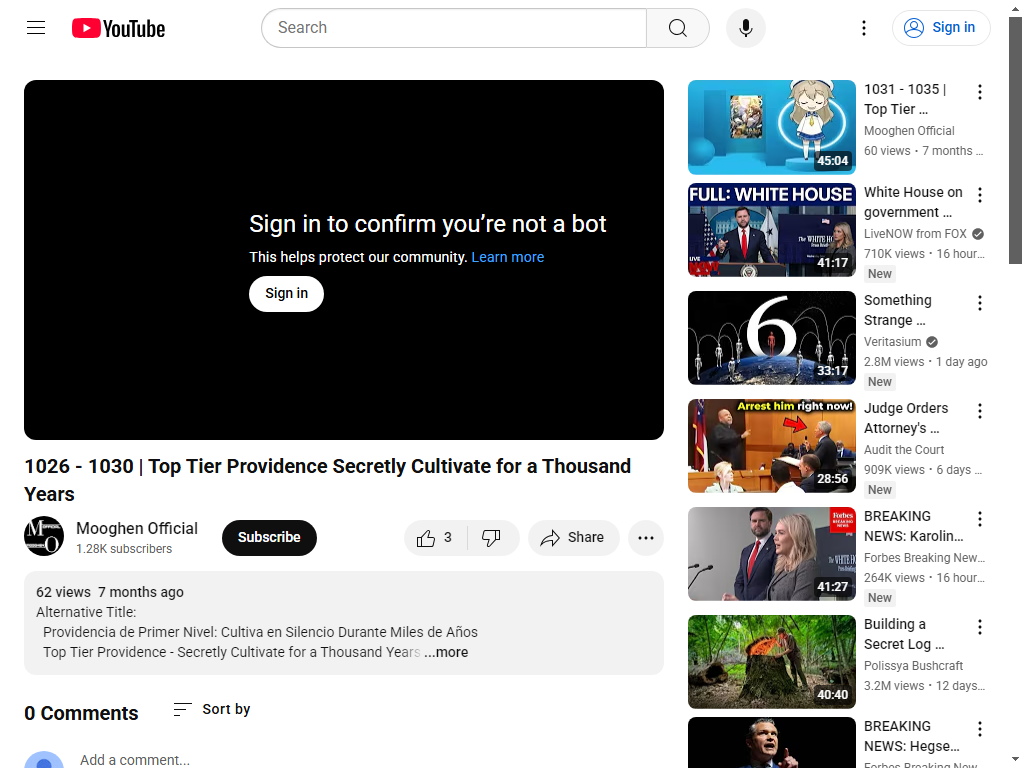 YouTube
Search
Sign in
Sign in to confirm you’re not a bot
This helps protect our community. Learn more
Sign in
1026 - 1030 | Top Tier Providence Secretly Cultivate for a Thousand
Years
Mooghen Official
1.28K subscribers
Subscribe
3
Share
62 views 7 months ago
Alternative Title:
Providencia de Primer Nivel: Cultiva en Silencio Durante Miles de Años
Top Tier Providence - Secretly Cultivate for a Thousand Years ...more
0 Comments
Sort by
Add a comment...
45:04
1031 - 1035 |
Top Tier ...
Mooghen Official
60 views • 7 months ...
FULL: WHITE HOUSE
41:17
White House on
government ...
LiveNOW from FOX
710K views • 16 hour...
New
6
33:17
Something
Strange ...
Veritasium
2.8M views • 1 day ago
New
Arrest him right now!
28:56
Judge Orders
Attorney's ...
Audit the Court
909K views • 6 days ...
New
Forbes
BREAKING
NEWS
41:27
BREAKING
NEWS: Karolin...
Forbes Breaking New...
264K views • 16 hour...
New
40:40
Building a
Secret Log ...
Polissya Bushcraft
3.2M views • 12 days...
BREAKING
NEWS: Hegse...
Forbes Breaking New...